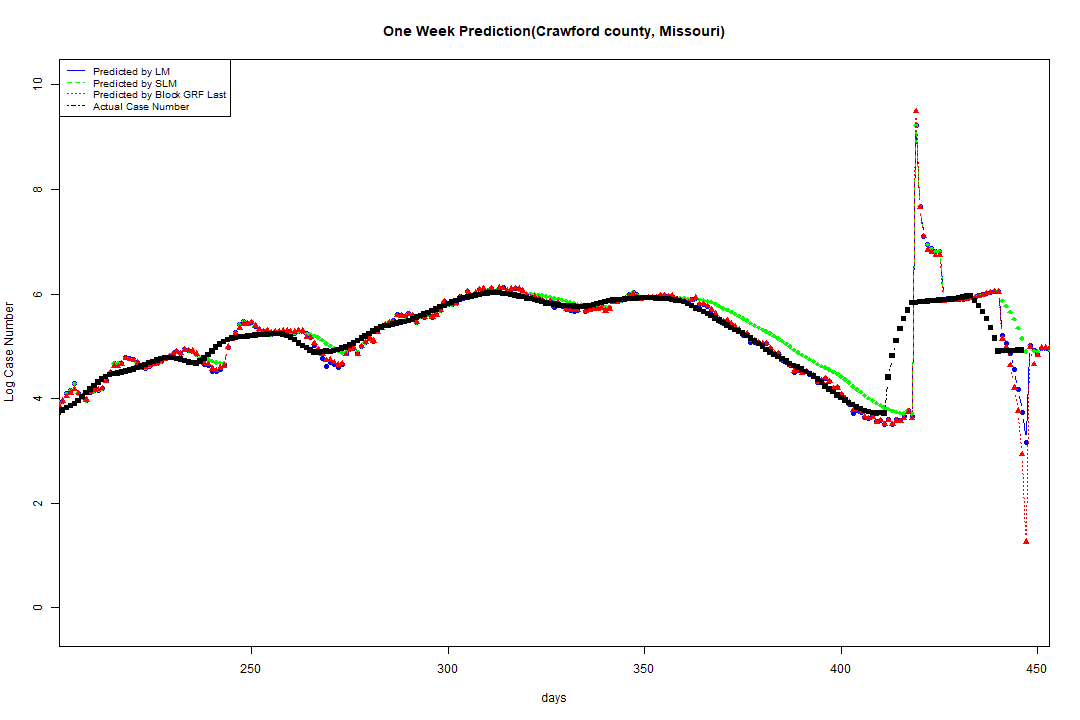 One Week Prediction(Crawford county, Missouri)
Predicted by LM
Predicted by SLM
Predicted by Block GRF Last
Actual Case Number
10
8
6
4
2
0
Log Case Number
250
300
350
400
450
days